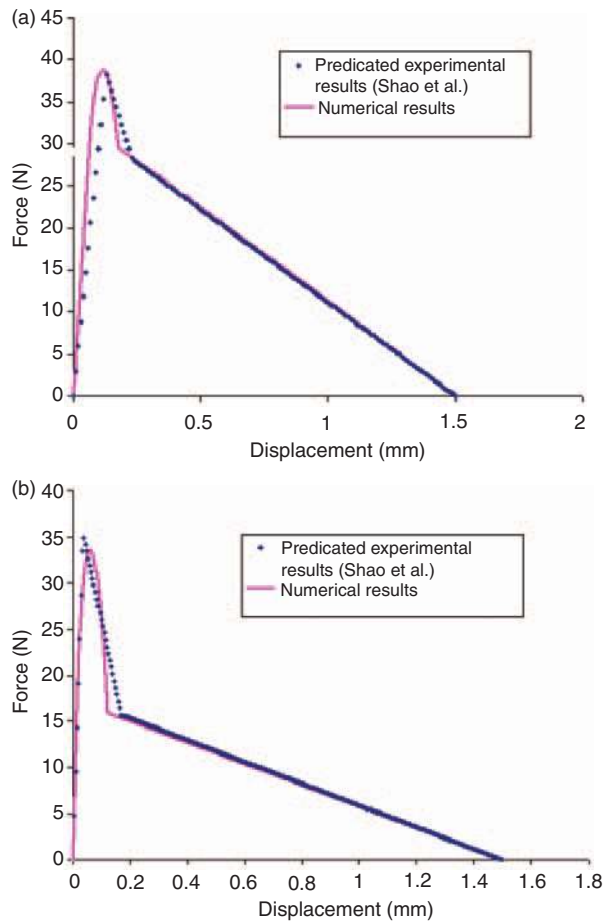 (a)
45
40
35
30
25
20
15
10
5
0
Force (N)
Predicated experimental
results (Shao et al.)
Numerical results
0
0.5
1
1.5
2
Displacement (mm)
(b)
40
35
30
25
20
15
10
5
0
Force (N)
Predicated experimental
results (Shao et al.)
Numerical results
0
0.2
0.4
0.6
0.8
1
1.2
1.4
1.6
1.8
Displacement (mm)